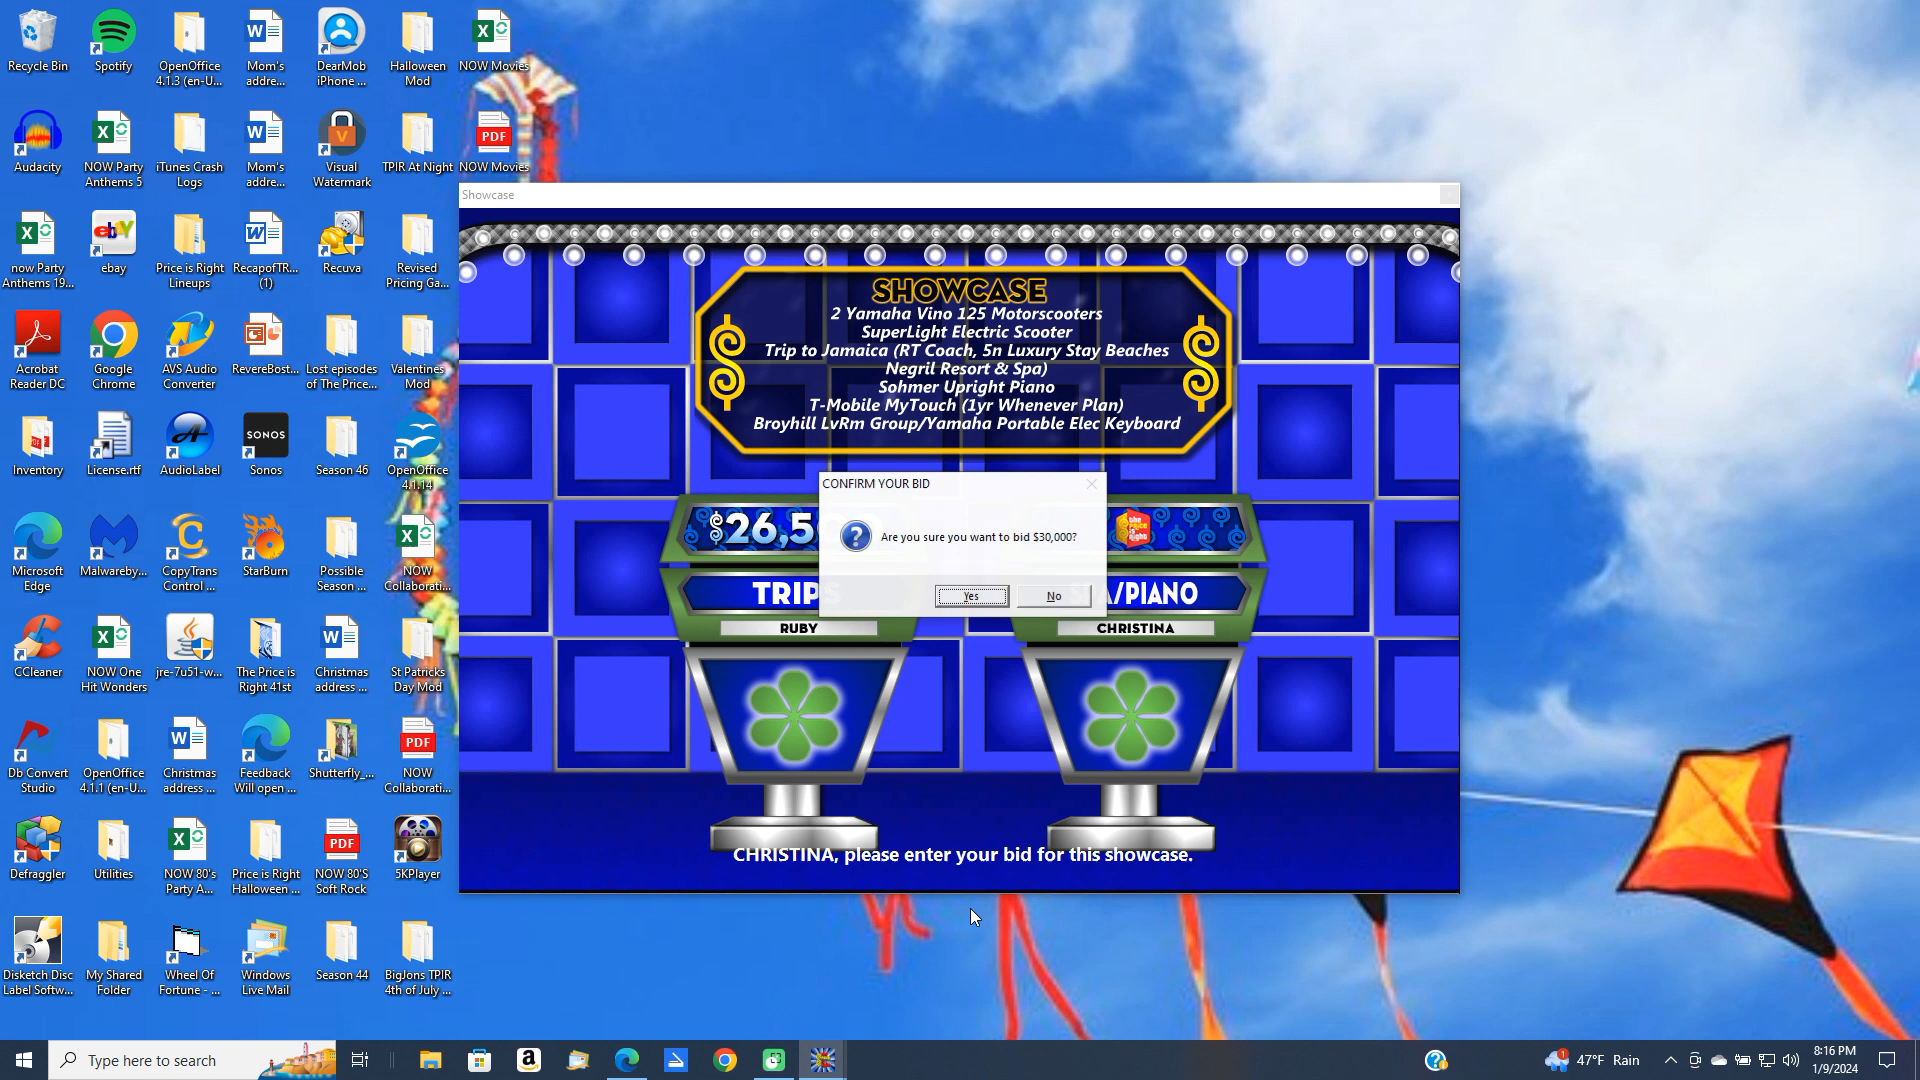 Recycle Bin
Spotify
OpenOffice
4.1.3 (en-U...
Mom's
addre...
DearMob
iPhone ...
Halloween
Mod
NOW Movies
Audacity
NOW Party
Anthems 5
iTunes Crash
Logs
Mom's
addre...
Visual
Watermark
TPIR At Night
PDF
NOW Movies
now Party
Anthems 19...
ebay
Price is Right
Lineups
RecapofTR...
(1)
Recuva
Revised
Pricing Ga...
Acrobat
Reader DC
Google
Chrome
AVS Audio
Converter
RevereBost...
Lost episodes
of The Price...
Valentines
Mod
Inventory
License.rtf
AudioLabel
SONOS
Sonos
Season 46
OpenOffice
4.1.14
Microsoft
Edge
Malwareby...
CopyTrans
Control ...
StarBurn
Possible
Season ...
NOW
Collaborati...
CCleaner
NOW One
Hit Wonders
jre-7u51-w...
The Price is
Right 41st
Christmas
address ...
St Patricks
Day Mod
Db Convert
Studio
OpenOffice
4.1.1 (en-U...
Christmas
address ...
Feedback
Will open ...
Shutterfly_...
PDF
NOW
Collaborati...
Defraggler
Utilities
NOW 80's
Party A...
Price is Right
Halloween ...
PDF
NOW 80'S
Soft Rock
5KPlayer
Disketch Disc
Label Softw...
My Shared
Folder
Wheel Of
Fortune - ...
Windows
Live Mail
Season 44
BigJons TPIR
4th of July ...
Showcase
SHOWCASE
2 Yamaha Vino 125 Motorscooters
SuperLight Electric Scooter
Trip to Jamaica (RT Coach, 5n Luxury Stay Beaches
Negril Resort & Spa)
Sohmer Upright Piano
T-Mobile MyTouch (1yr Whenever Plan)
Broyhill LvRm Group/Yamaha Portable Elec Keyboard
CONFIRM YOUR BID
Are you sure you want to bid $30,000?
Yes
No
$26,5
the Price is Right
TRIPS
/PIANO
RUBY
CHRISTINA
CHRISTINA, please enter your bid for this showcase.
Type here to search
47°F Rain
8:16 PM
1/9/2024